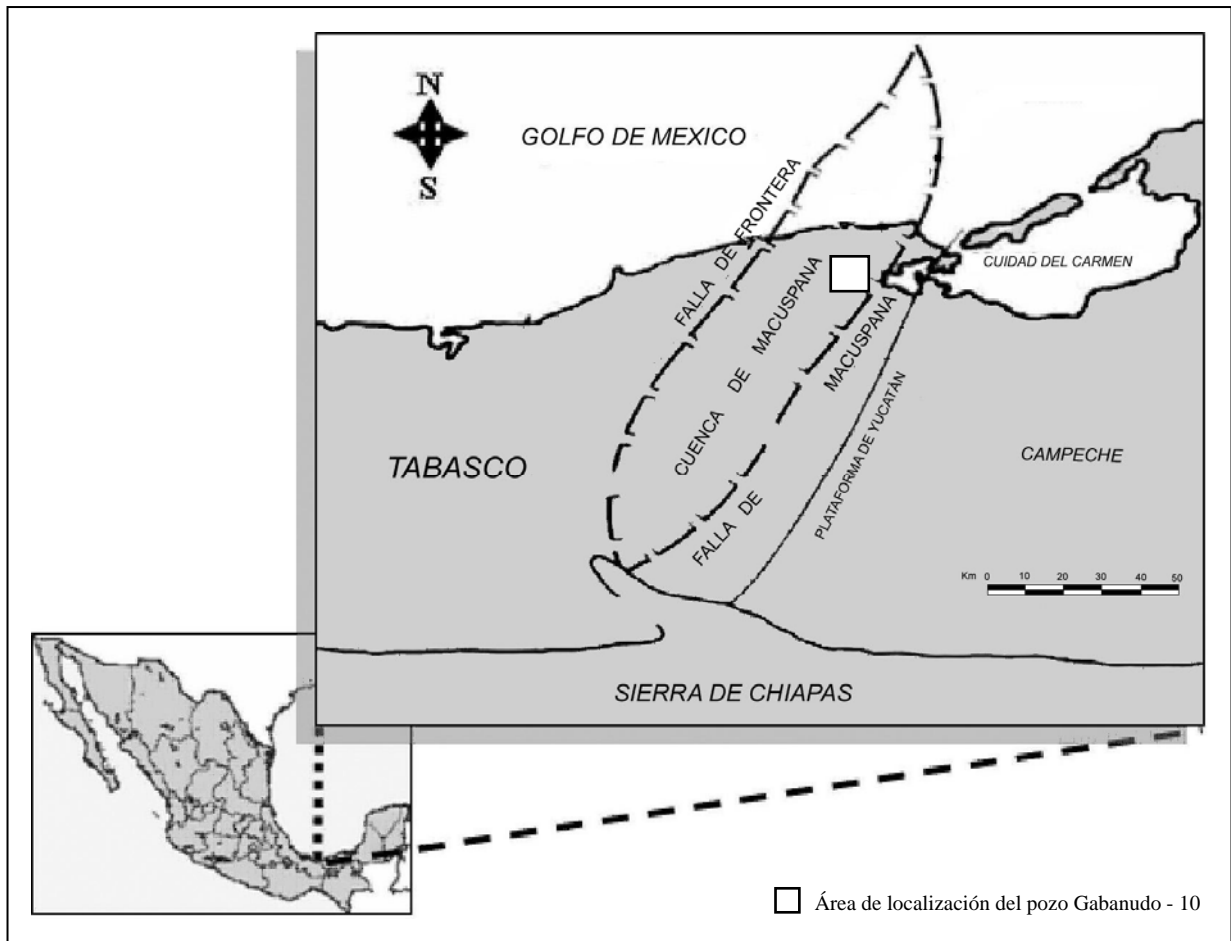 N
S
GOLFO DE MEXICO
FALLA DE FRONTERA
CUENCA DE MACUSPANA
FALLA DE MACUSPANA
PLATAFORMA DE YUCATÁN
CUIDAD DEL CARMEN
TABASCO
CAMPECHE
Km 0 10 20 30 40 50
SIERRA DE CHIAPAS
Área de localización del pozo Gabanudo - 10